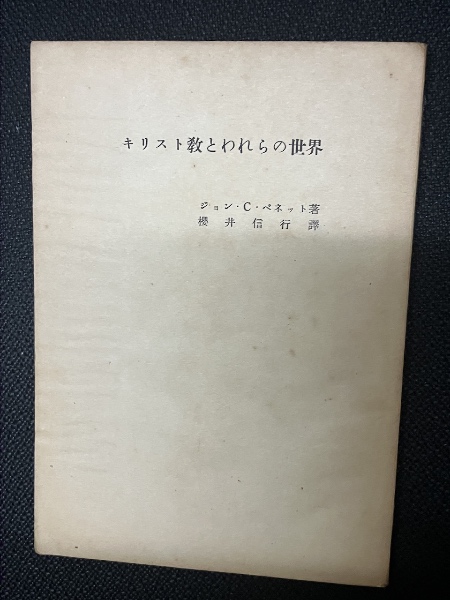 キリスト教とわれらの世界
ジョン・C・ベネット著
櫻井信行譯